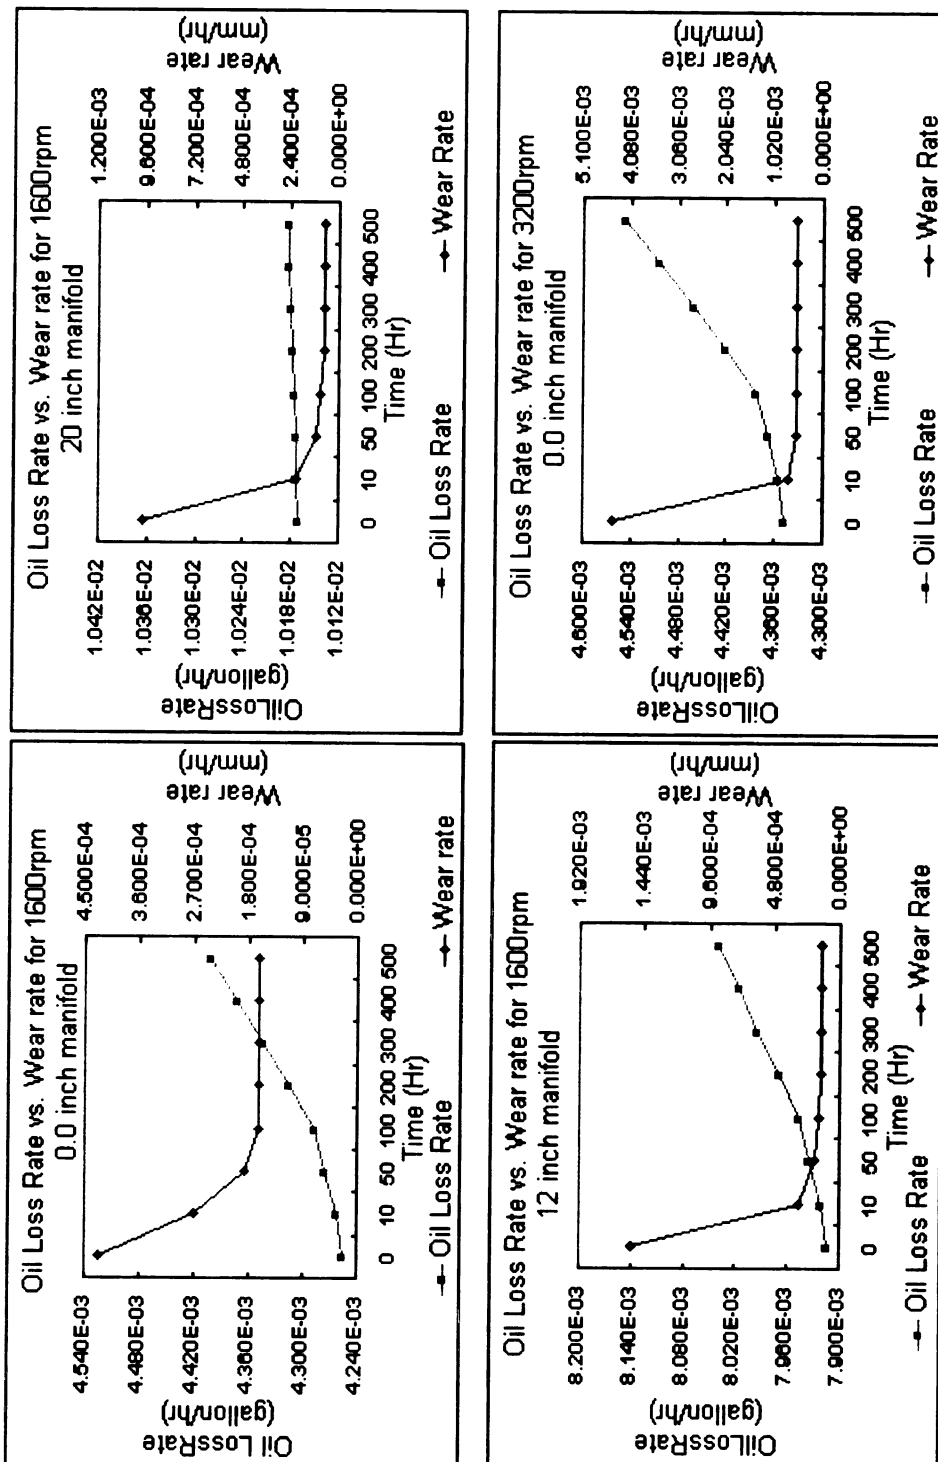 Oil Loss Rate vs. Wear rate for 1600rpm
0.0 inch manifold
Oil LossRate
(gallon/hr)
4.540E-03
4.480E-03
4.420E-03
4.360E-03
4.300E-03
4.240E-03
4.500E-04
3.600E-04
2.700E-04
1.800E-04
9.000E-05
0.000E+00
Wear rate
(mm/hr)
0 10 50 100 200 300 400 500
Time (Hr)
Oil Loss Rate Wear rate
Oil Loss Rate vs. Wear rate for 1600rpm
20 inch manifold
OilLossRate
(gallon/hr)
1.042E-02
1.036E-02
1.030E-02
1.024E-02
1.018E-02
1.012E-02
1.200E-03
9.600E-04
7.200E-04
4.800E-04
2.400E-04
0.000E+00
Wear rate
(mm/hr)
0 10 50 100 200 300 400 500
Time (Hr)
Oil Loss Rate Wear Rate
Oil Loss Rate vs. Wear rate for 1600rpm
12 inch manifold
OilLossRate
(gallon/hr)
8.200E-03
8.140E-03
8.080E-03
8.020E-03
7.960E-03
7.900E-03
1.920E-03
1.440E-03
9.600E-04
4.800E-04
0.000E+00
Wear rate
(mm/hr)
0 10 50 100 200 300 400 500
Time (Hr)
Oil Loss Rate Wear Rate
Oil Loss Rate vs. Wear rate for 3200rpm
0.0 inch manifold
OilLossRate
(gallon/hr)
4.600E-03
4.540E-03
4.480E-03
4.420E-03
4.360E-03
4.300E-03
5.100E-03
4.080E-03
3.060E-03
2.040E-03
1.020E-03
0.000E+00
Wear rate
(mm/hr)
0 10 50 100 200 300 400 500
Time (Hr)
Oil Loss Rate Wear Rate